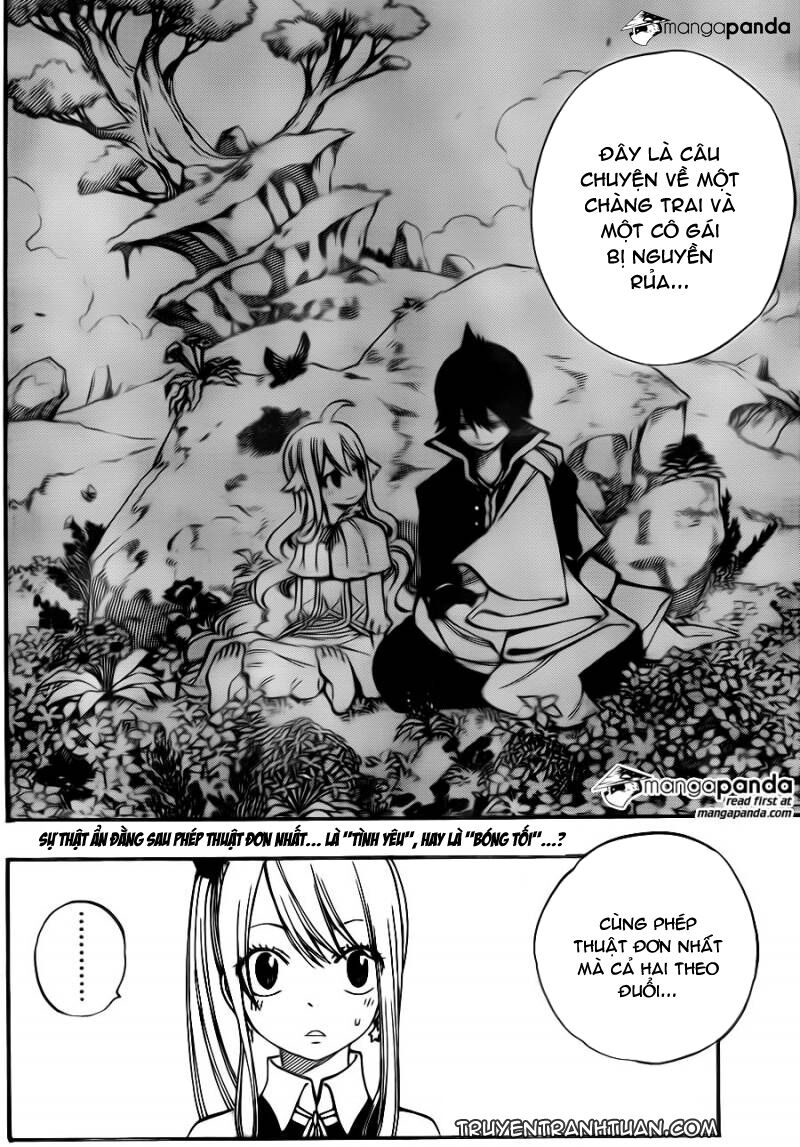 mangapanda
ĐÂY LÀ CÂU
CHUYỆN VỀ MỘT
CHÀNG TRAI VÀ
MỘT CÔ GÁI
BỊ NGUYỀN
RỦA...
mangapanda
read first at
mangapanda.com
SỰ THẬT ẨN ĐẰNG SAU PHÉP THUẬT ĐƠN NHẤT... LÀ "TÌNH YÊU", HAY LÀ "BÓNG TỐI"...?
CÙNG PHÉP
THUẬT ĐƠN NHẤT
MÀ CẢ HAI THEO
ĐUỔI...
.........
TRUYENTRANHTUAN.COM